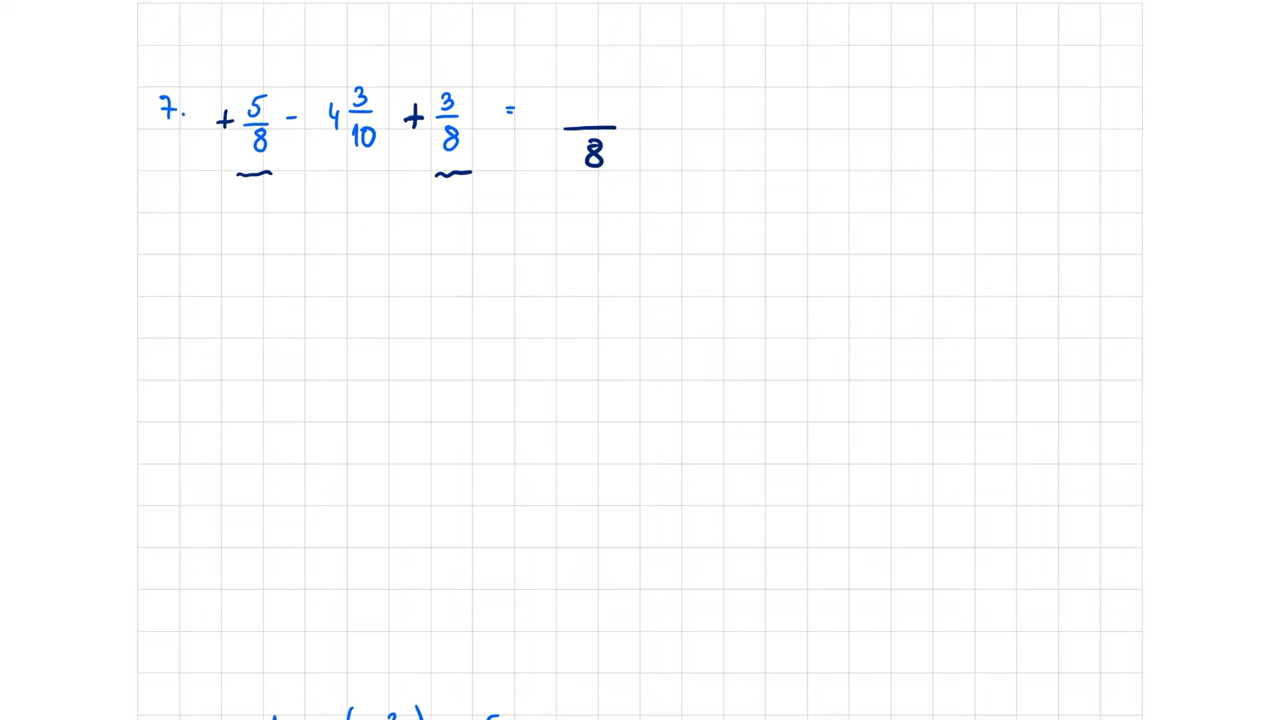 7. + 5/8 - 4 3/10 + 3/8 = /8